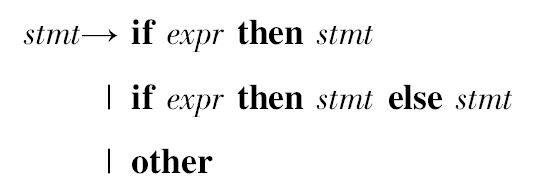 stmt⟶ if expr then stmt
| if expr then stmt else stmt
| other